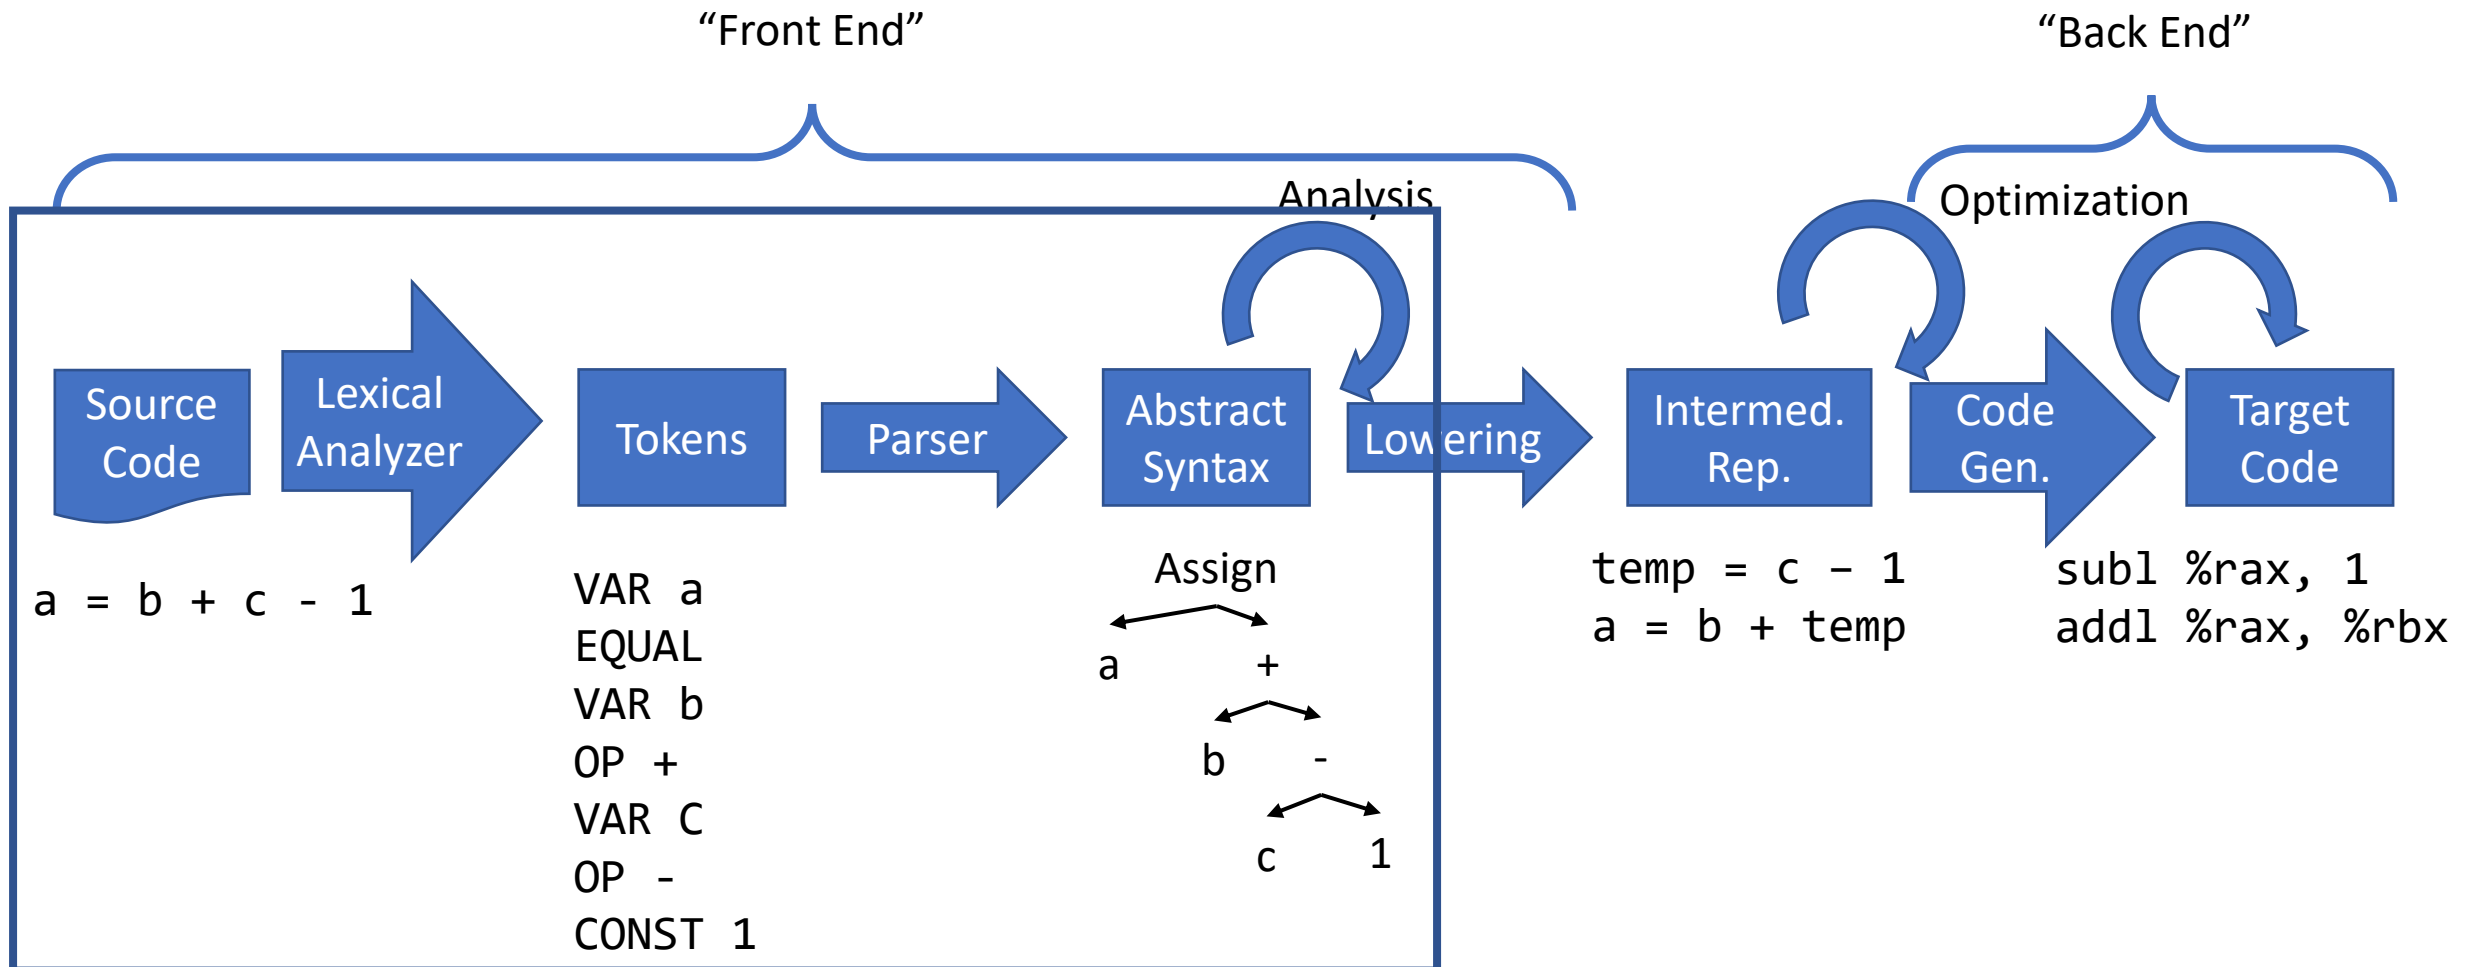 “Front End”
“Back End”
Analysis
Optimization
Source
Code
Lexical
Analyzer
Tokens
Parser
Abstract
Syntax
Lowering
Intermed.
Rep.
Code
Gen.
Target
Code
a = b + c - 1
VAR a
EQUAL
VAR b
OP +
VAR C
OP -
CONST 1
Assign
a +
b -
c 1
temp = c – 1
a = b + temp
subl %rax, 1
addl %rax, %rbx